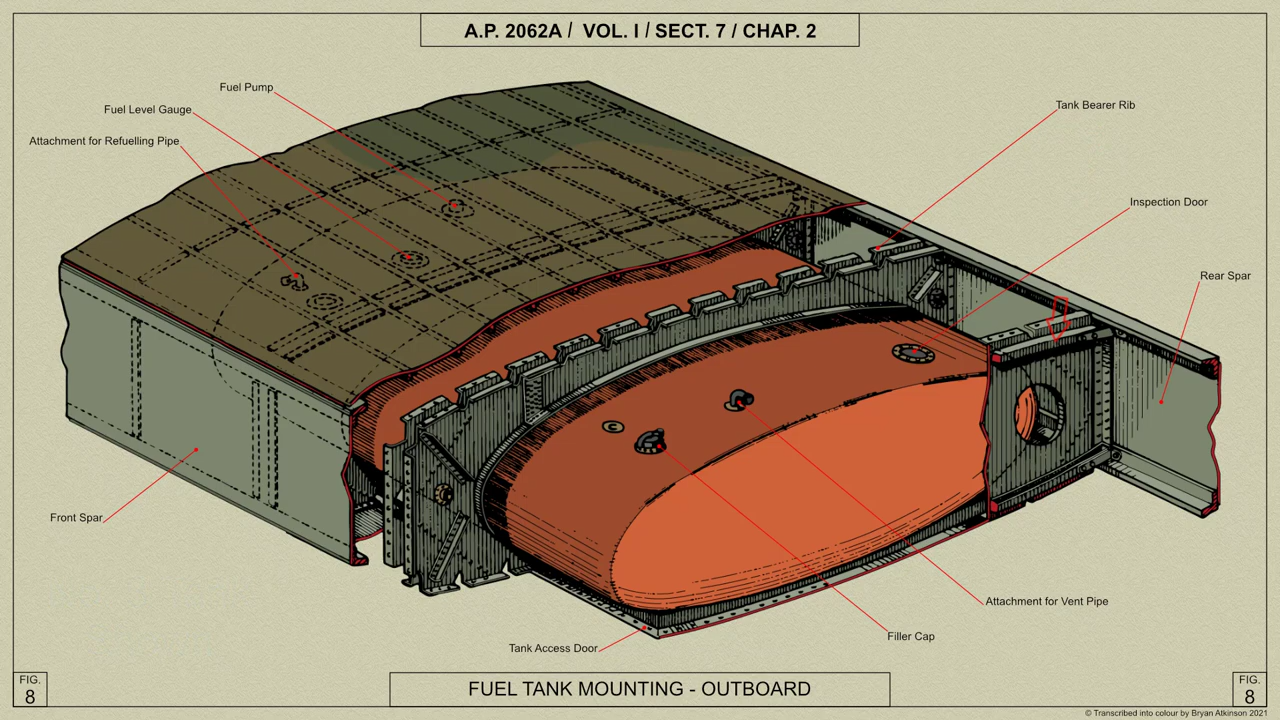 A.P. 2062A / VOL. I / SECT. 7 / CHAP. 2
Fuel Pump
Fuel Level Gauge
Attachment for Refuelling Pipe
Tank Bearer Rib
Inspection Door
Rear Spar
Front Spar
Attachment for Vent Pipe
Filler Cap
Tank Access Door
FIG.
8
FUEL TANK MOUNTING - OUTBOARD
FIG.
8
© Transcribed into colour by Bryan Atkinson 2021